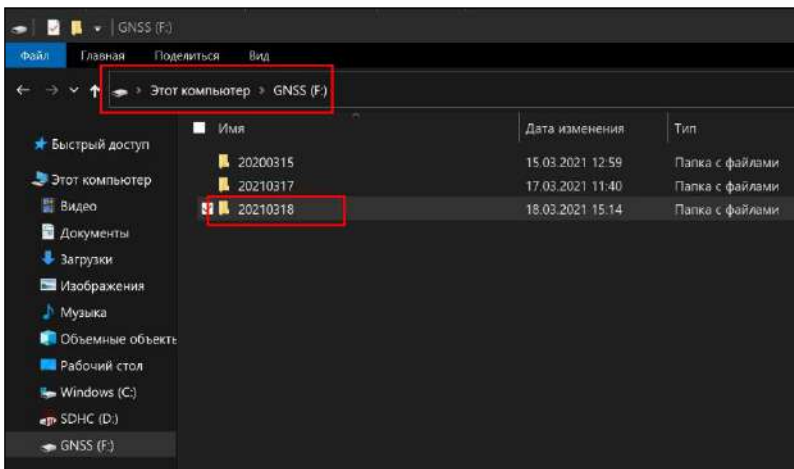 GNSS (F:)
Файл Главная Поделиться Вид
Этот компьютер > GNSS (F:)
Имя Дата изменения Тип
Быстрый доступ
20200315 15.03.2021 12:59 Папка с файлами
Этот компьютер
20210317 17.03.2021 11:40 Папка с файлами
Видео
20210318 18.03.2021 15:14 Папка с файлами
Документы
Загрузки
Изображения
Музыка
Объемные объекть
Рабочий стол
Windows (C:)
SDHC (D:)
GNSS (F:)